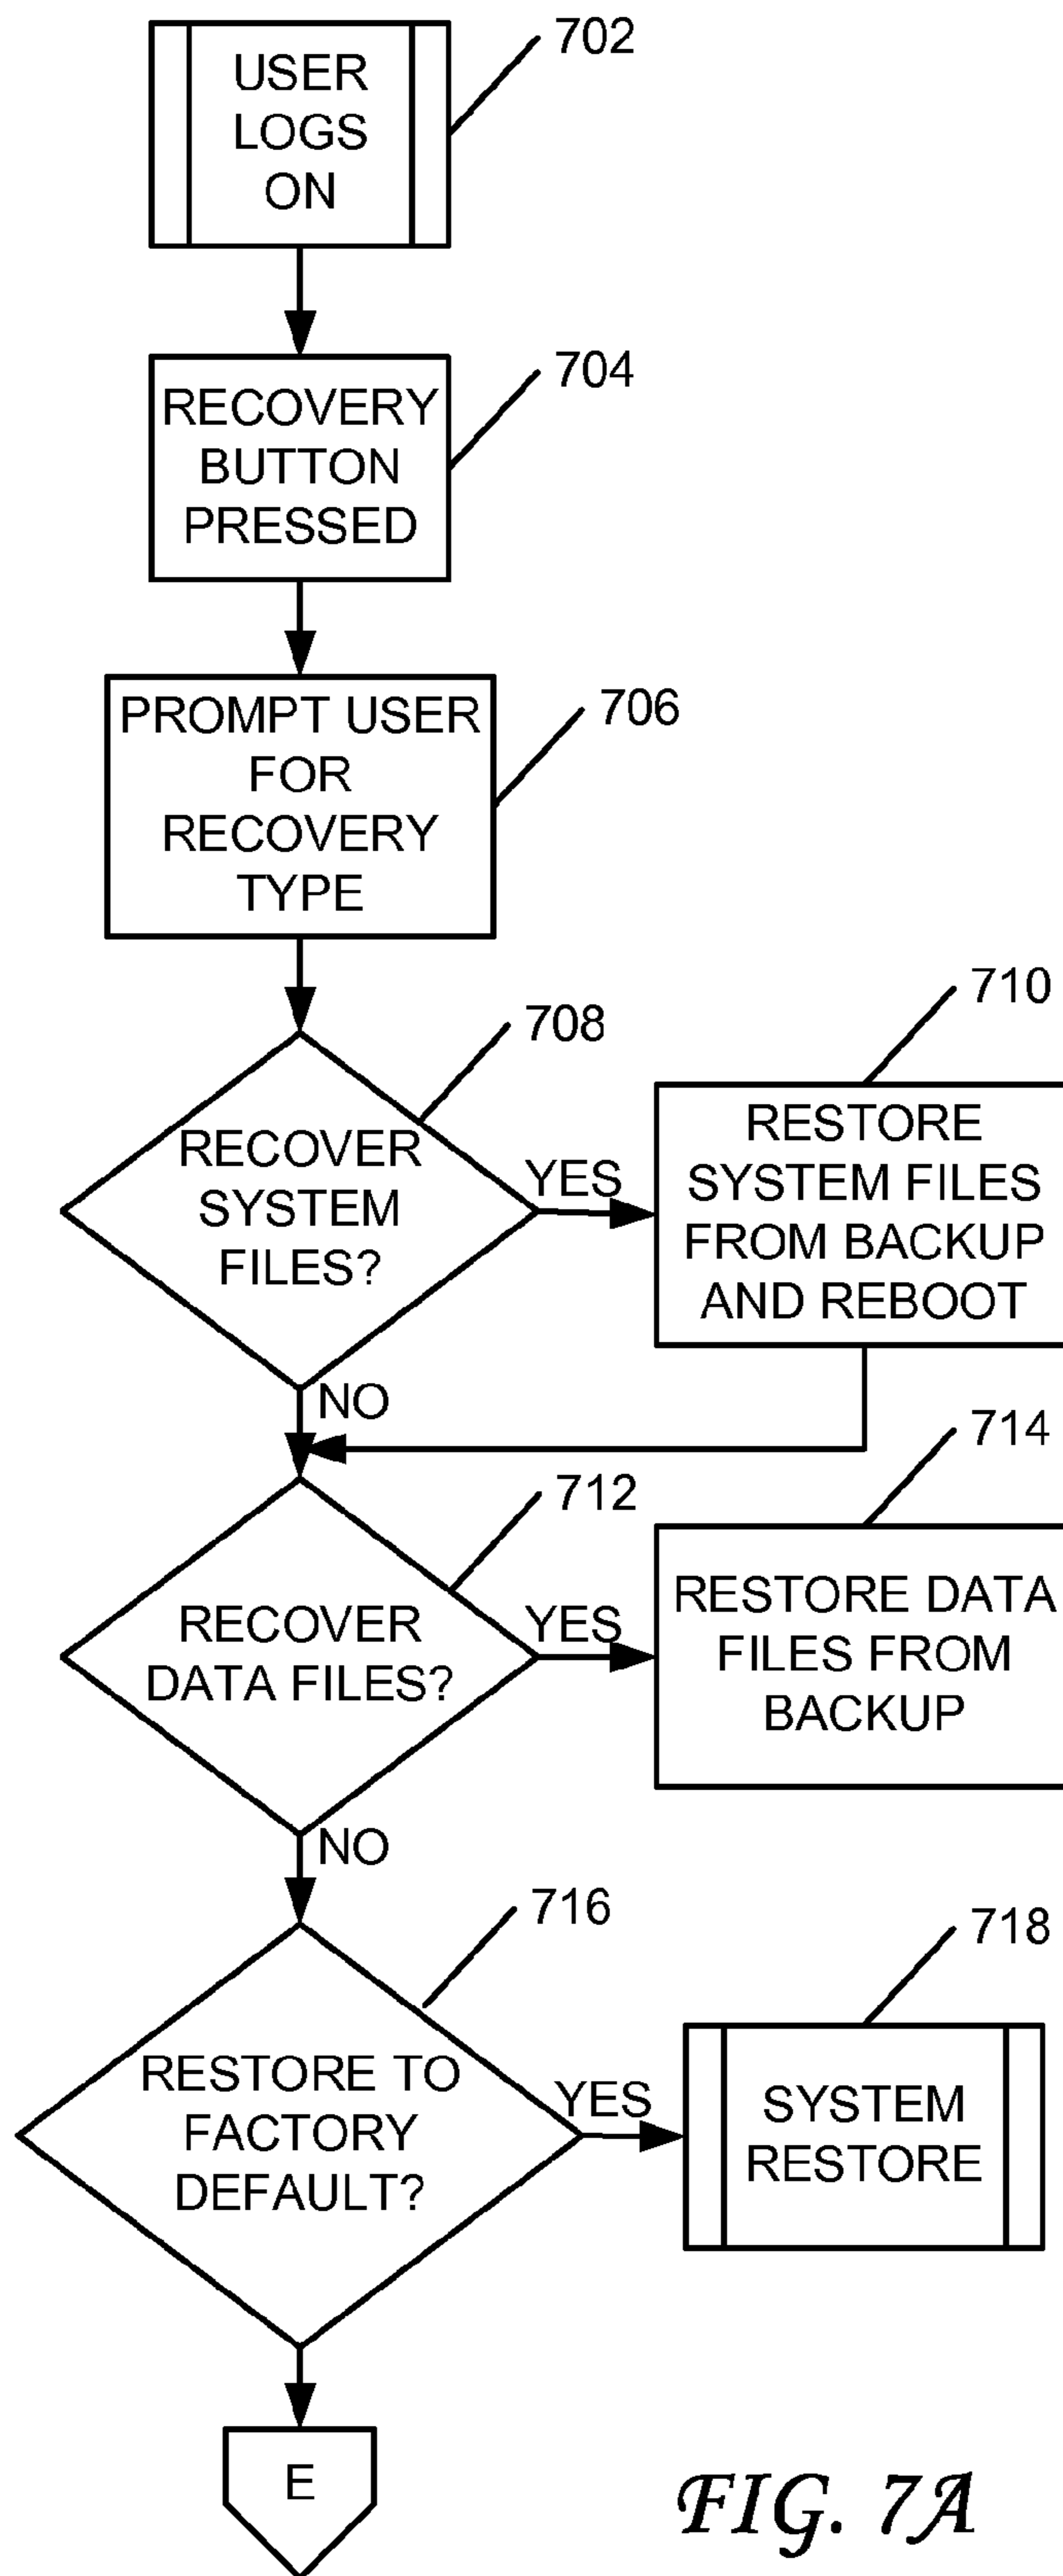 702
USER
LOGS
ON
704
RECOVERY
BUTTON
PRESSED
706
PROMPT USER
FOR
RECOVERY
TYPE
708
RECOVER
SYSTEM
FILES?
YES
710
RESTORE
SYSTEM FILES
FROM BACKUP
AND REBOOT
NO
712
RECOVER
DATA FILES?
YES
714
RESTORE DATA
FILES FROM
BACKUP
NO
716
RESTORE TO
FACTORY
DEFAULT?
YES
718
SYSTEM
RESTORE
E
FIG. 7A